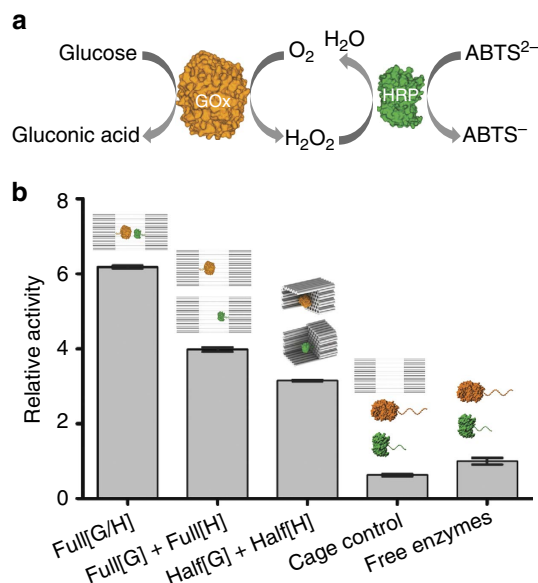 a
Glucose
GOx
O₂
H₂O
HRP
ABTS²⁻
Gluconic acid
H₂O₂
ABTS⁻
b
Relative activity
8
6
4
2
0
Full[G/H]
Full[G] + Full[H]
Half[G] + Half[H]
Cage control
Free enzymes